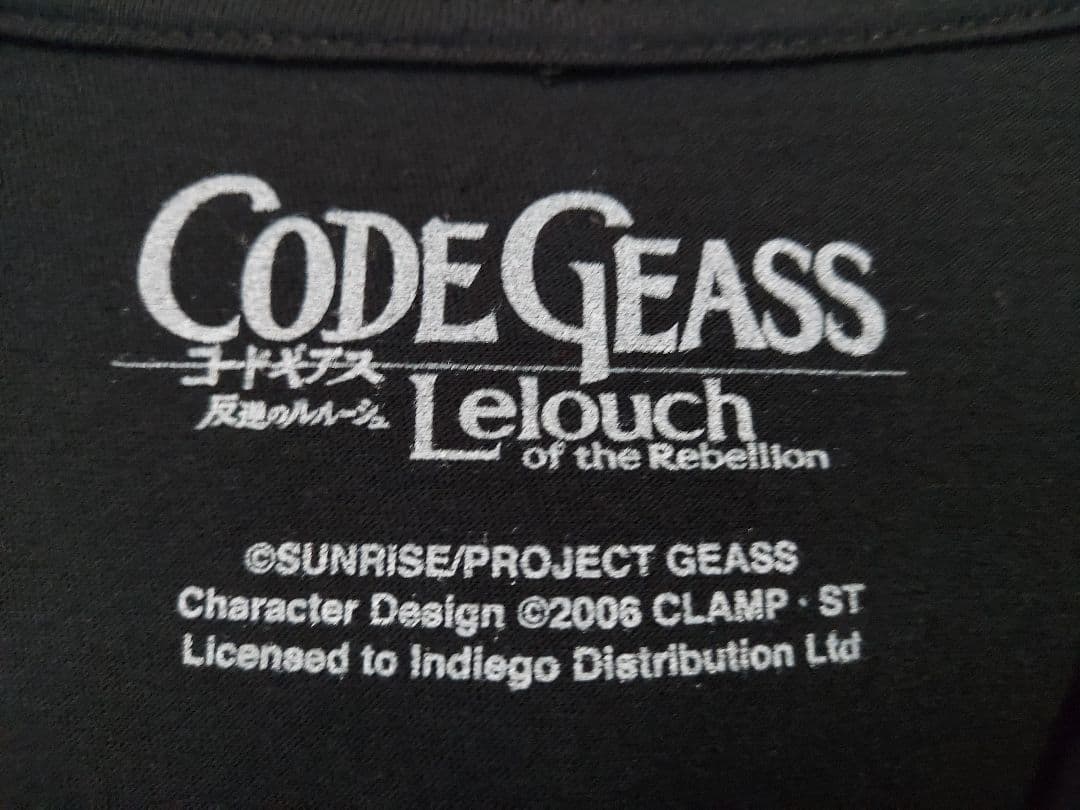 CODE GEASS
コードギアス
反逆のルルーシュ
Lelouch
of the Rebellion
©SUNRISE/PROJECT GEASS
Character Design ©2006 CLAMP・ST
Licensed to Indiego Distribution Ltd